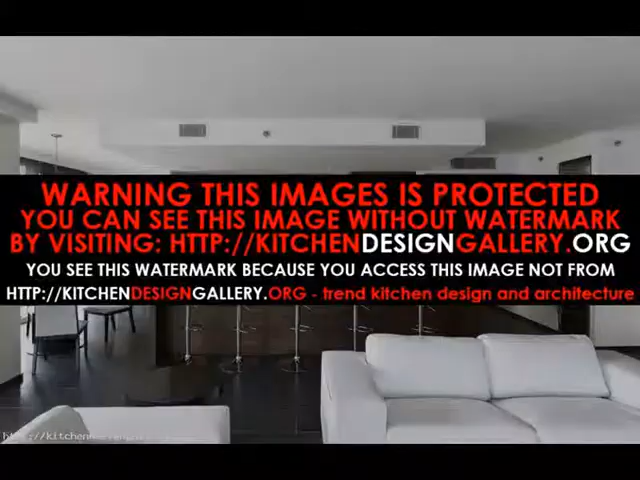 WARNING THIS IMAGES IS PROTECTED
YOU CAN SEE THIS IMAGE WITHOUT WATERMARK
BY VISITING: HTTP://KITCHENDESIGNGALLERY.ORG
YOU SEE THIS WATERMARK BECAUSE YOU ACCESS THIS IMAGE NOT FROM
HTTP://KITCHENDESIGNGALLERY.ORG - trend kitchen design and architecture